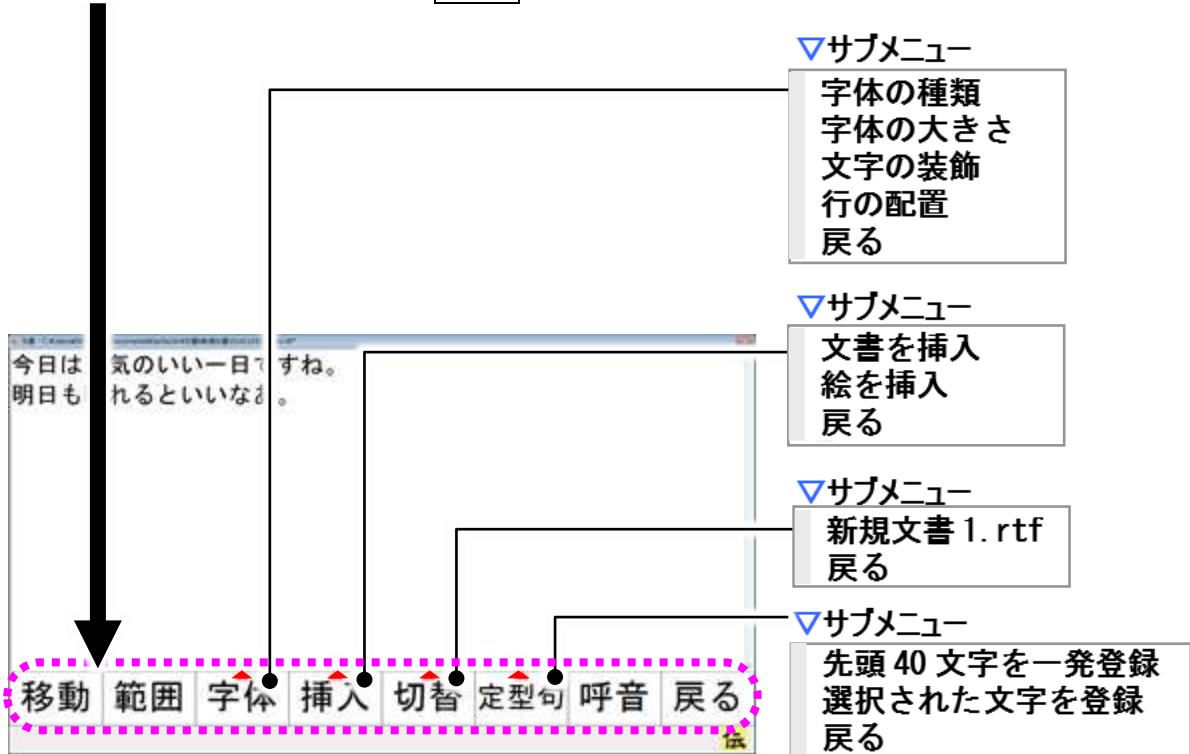 ▽サブメニュー
字体の種類
字体の大きさ
文字の装飾
行の配置
戻る
▽サブメニュー
文書を挿入
絵を挿入
戻る
今日は 気のいい一日ですね。
明日も れるといいなあ。
▽サブメニュー
新規文書1.rtf
戻る
▽サブメニュー
先頭40文字を一発登録
選択された文字を登録
戻る
移動 範囲 字体 挿入 切替 定型句 呼音 戻る
伝